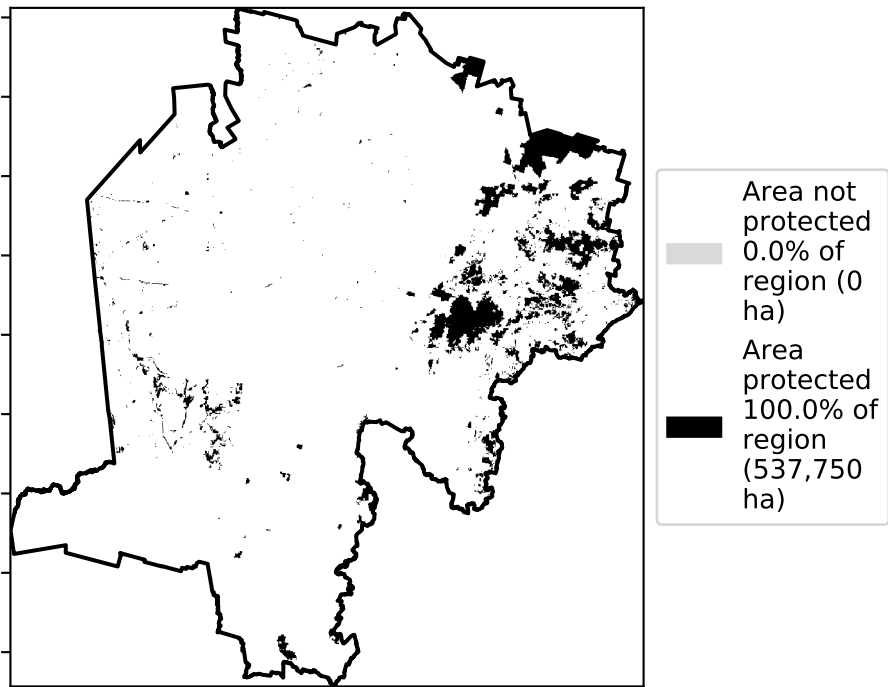 Area not
protected
0.0% of
region (0
ha)
Area
protected
100.0% of
region
(537,750
ha)